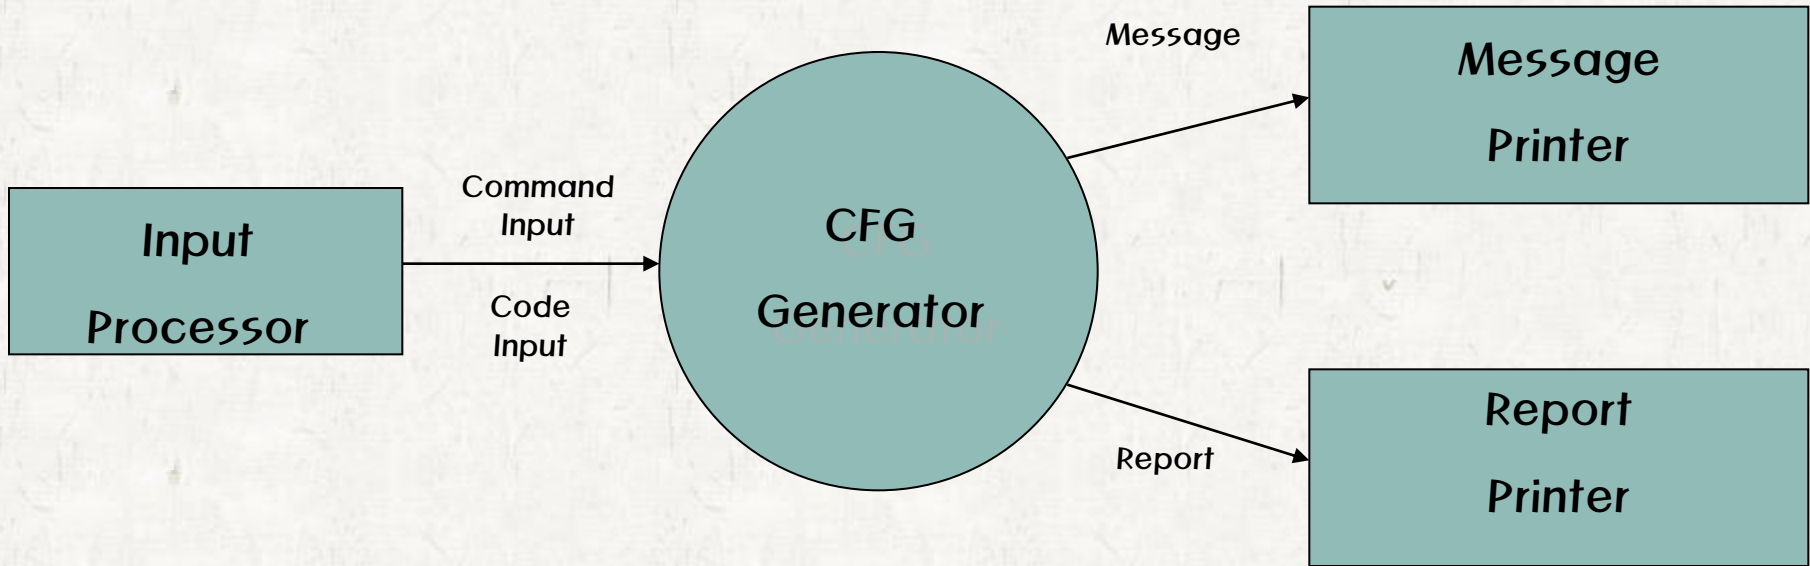 Input
Processor
Command
Input
Code
Input
CFG
Generator
Message
Message
Printer
Report
Report
Printer